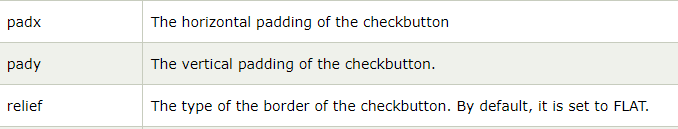 padx The horizontal padding of the checkbutton
pady The vertical padding of the checkbutton.
relief The type of the border of the checkbutton. By default, it is set to FLAT.